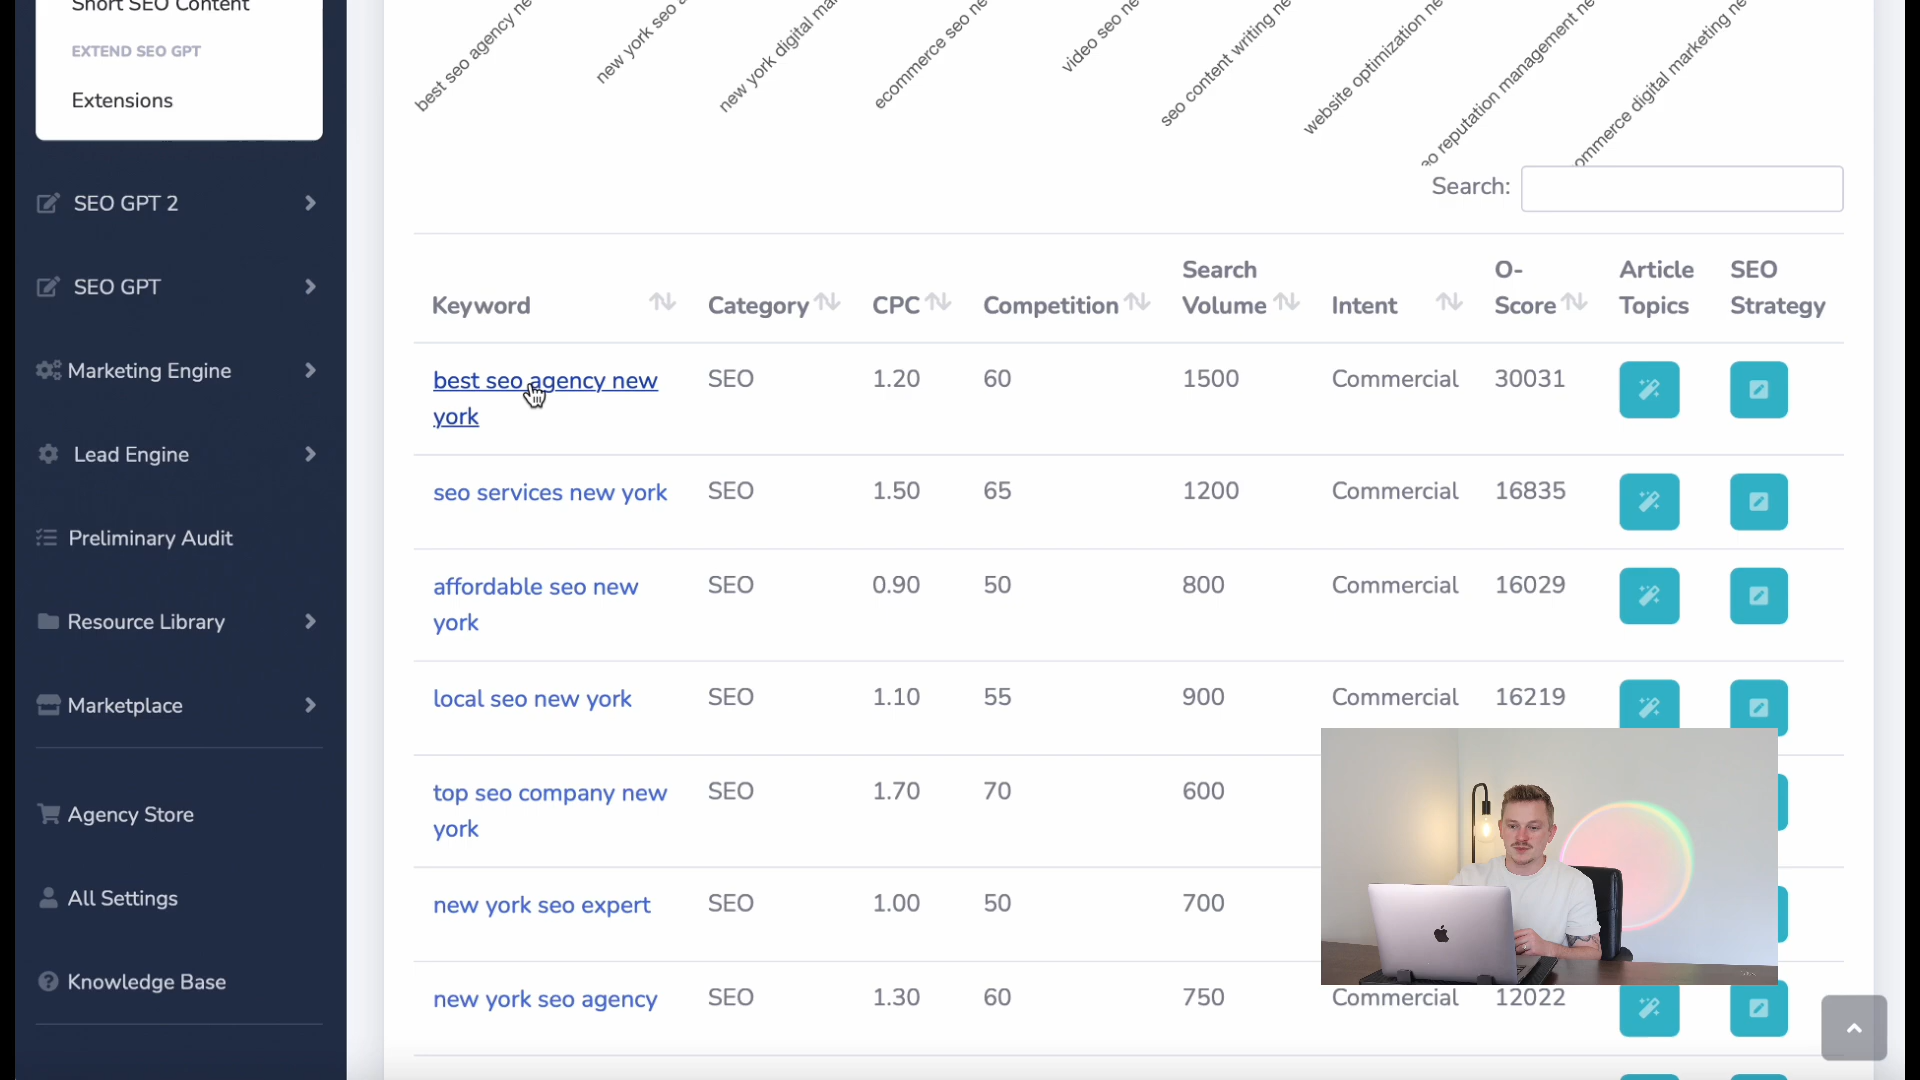 Short SEO Content
EXTEND SEO GPT
Extensions
SEO GPT 2
SEO GPT
Marketing Engine
Lead Engine
Preliminary Audit
Resource Library
Marketplace
Agency Store
All Settings
Knowledge Base
best seo agency ne
new york seo a
new york digital ma
ecommerce seo ne
video seo ne
seo content writing ne
website optimization ne
eo reputation management ne
ommerce digital marketing ne
Search:
Keyword Category CPC Competition Search Volume Intent O-Score Article Topics SEO Strategy
best seo agency new york SEO 1.20 60 1500 Commercial 30031
seo services new york SEO 1.50 65 1200 Commercial 16835
affordable seo new york SEO 0.90 50 800 Commercial 16029
local seo new york SEO 1.10 55 900 Commercial 16219
top seo company new york SEO 1.70 70 600
new york seo expert SEO 1.00 50 700
new york seo agency SEO 1.30 60 750 Commercial 12022